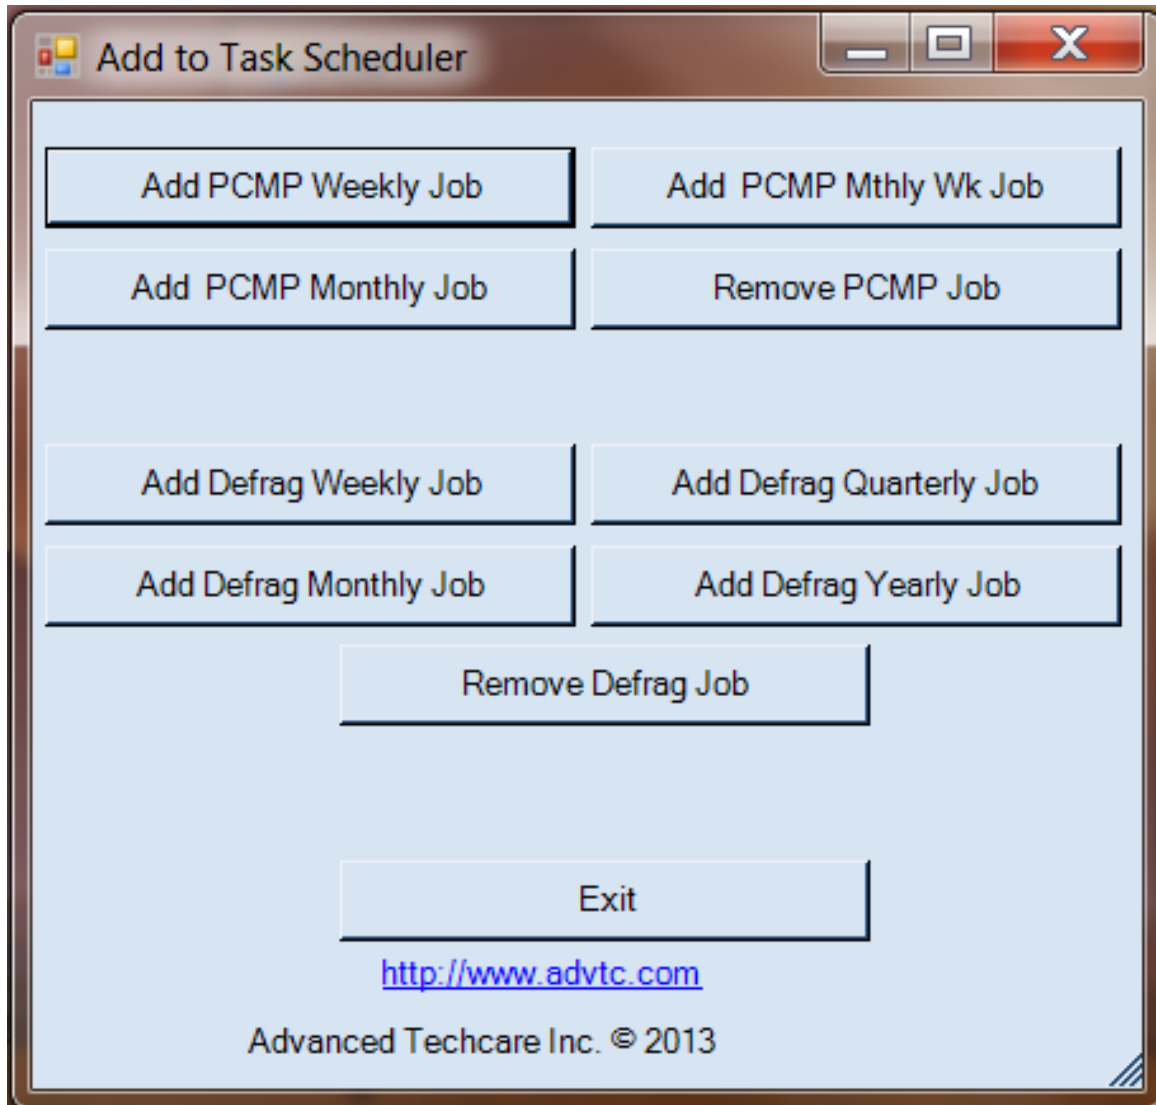 Add to Task Scheduler
Add PCMP Weekly Job
Add  PCMP Mthly Wk Job
Add  PCMP Monthly Job
Remove PCMP Job
Add Defrag Weekly Job
Add Defrag Quarterly Job
Add Defrag Monthly Job
Add Defrag Yearly Job
Remove Defrag Job
Exit
http://www.advtc.com
Advanced Techcare Inc. © 2013